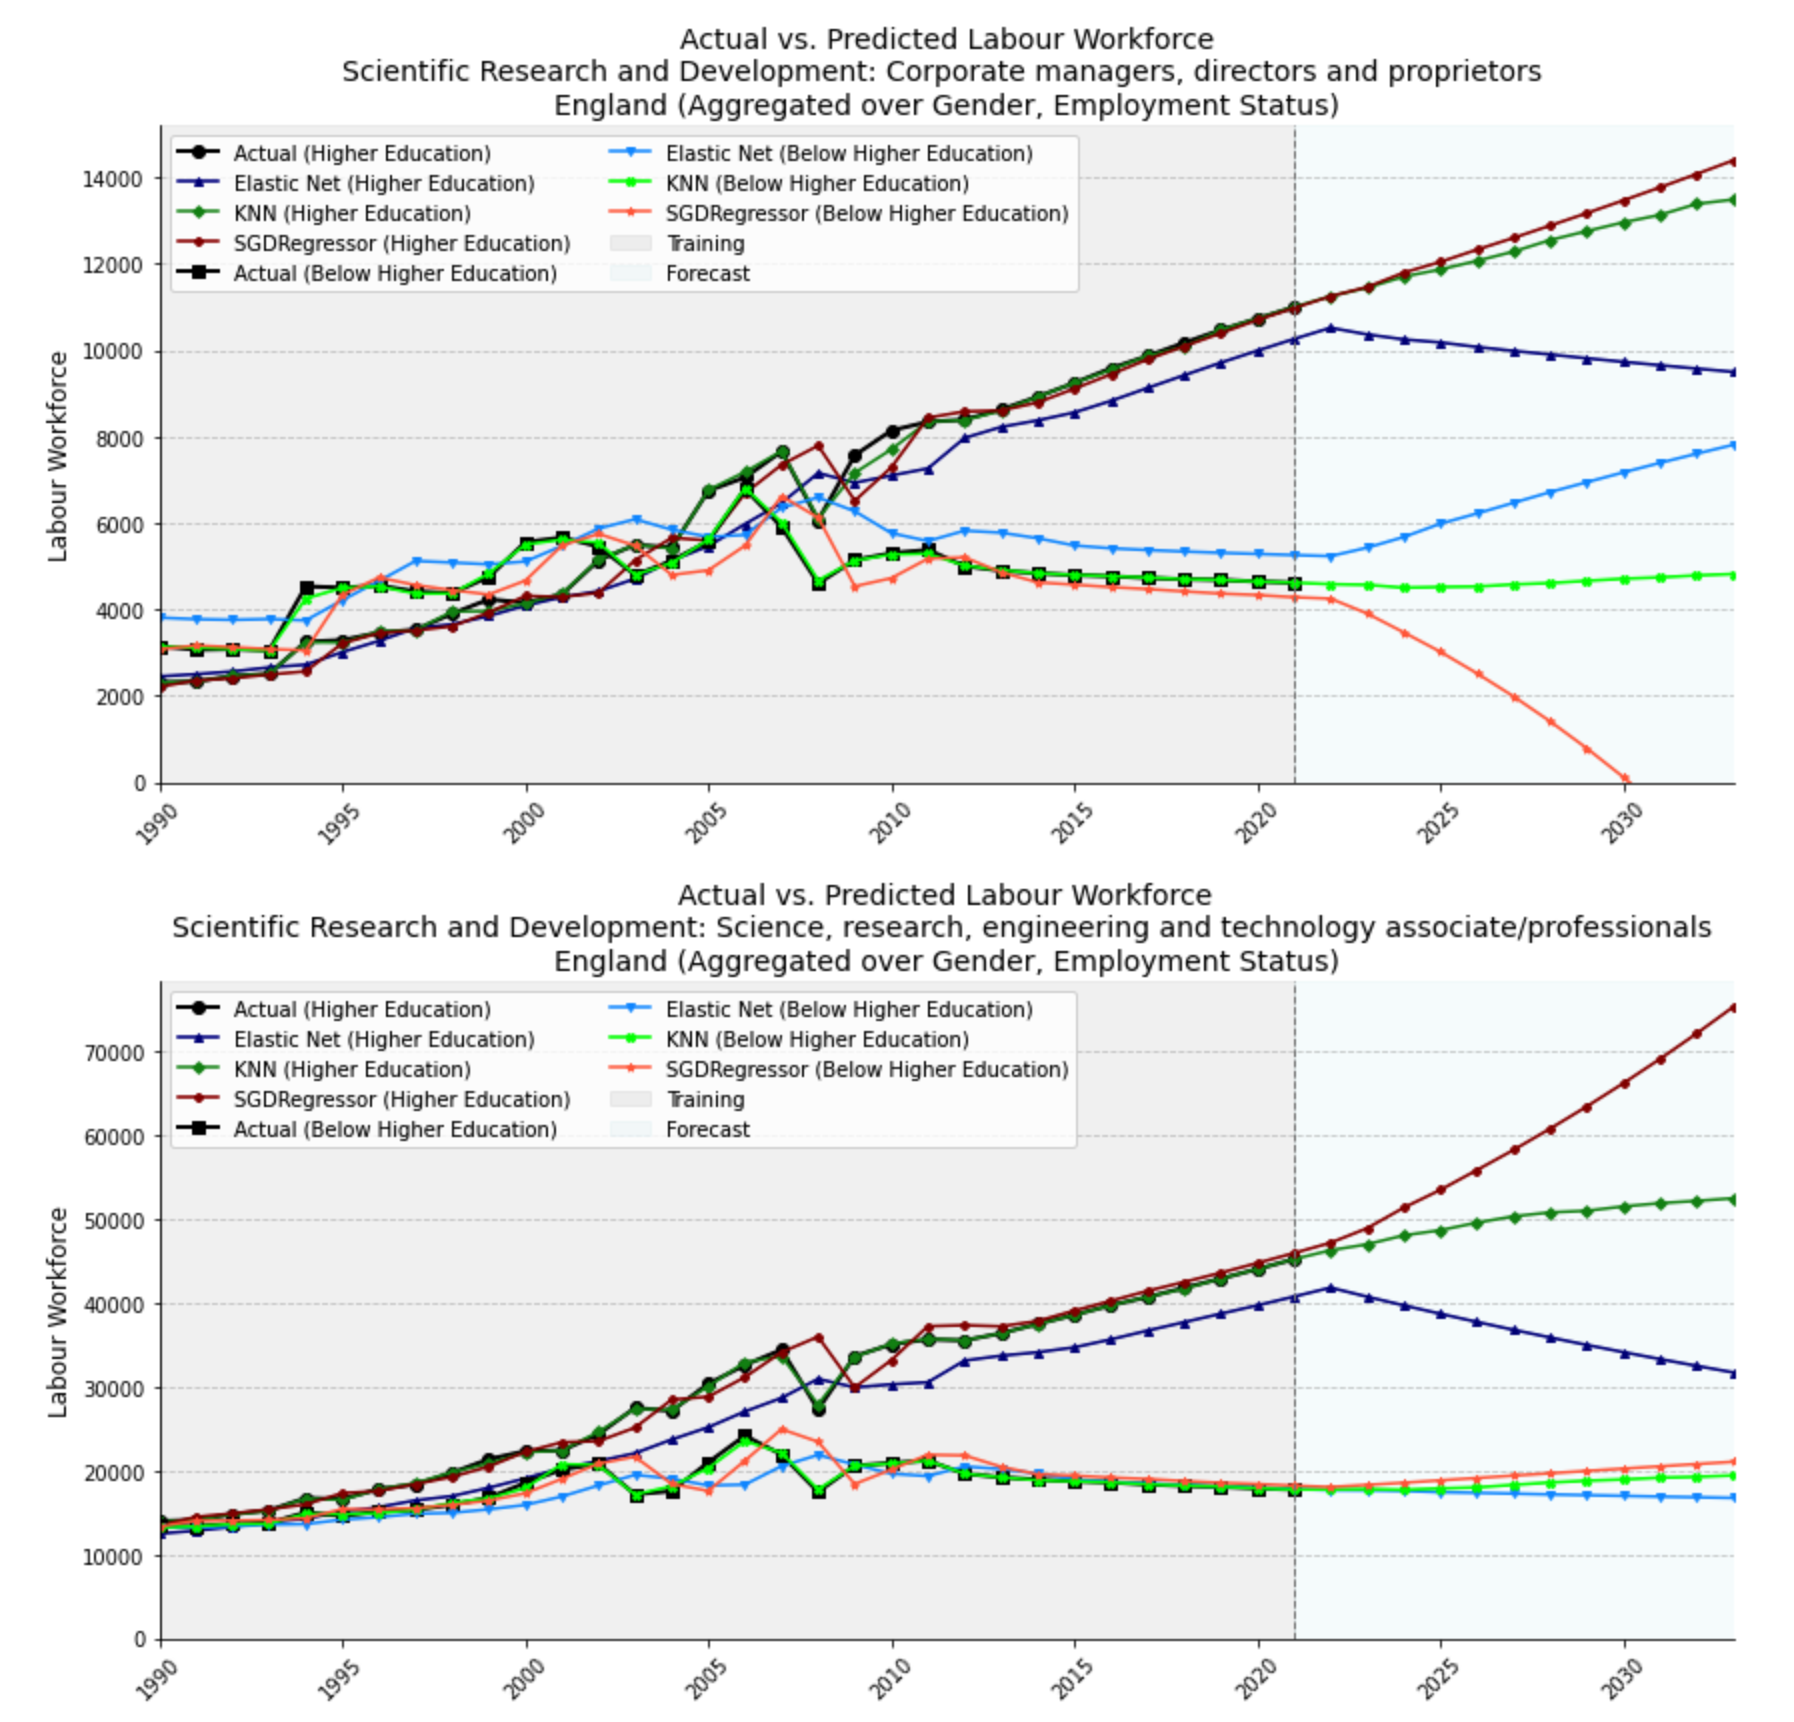 Actual vs. Predicted Labour Workforce
Scientific Research and Development: Corporate managers, directors and proprietors
England (Aggregated over Gender, Employment Status)
Actual (Higher Education)
Elastic Net (Higher Education)
KNN (Higher Education)
SGDRegressor (Higher Education)
Actual (Below Higher Education)
Elastic Net (Below Higher Education)
KNN (Below Higher Education)
SGDRegressor (Below Higher Education)
Training
Forecast
Labour Workforce
14000
12000
10000
8000
6000
4000
2000
0
1990
1995
2000
2005
2010
2015
2020
2025
2030
Actual vs. Predicted Labour Workforce
Scientific Research and Development: Science, research, engineering and technology associate/professionals
England (Aggregated over Gender, Employment Status)
Actual (Higher Education)
Elastic Net (Higher Education)
KNN (Higher Education)
SGDRegressor (Higher Education)
Actual (Below Higher Education)
Elastic Net (Below Higher Education)
KNN (Below Higher Education)
SGDRegressor (Below Higher Education)
Training
Forecast
Labour Workforce
70000
60000
50000
40000
30000
20000
10000
0
1990
1995
2000
2005
2010
2015
2020
2025
2030